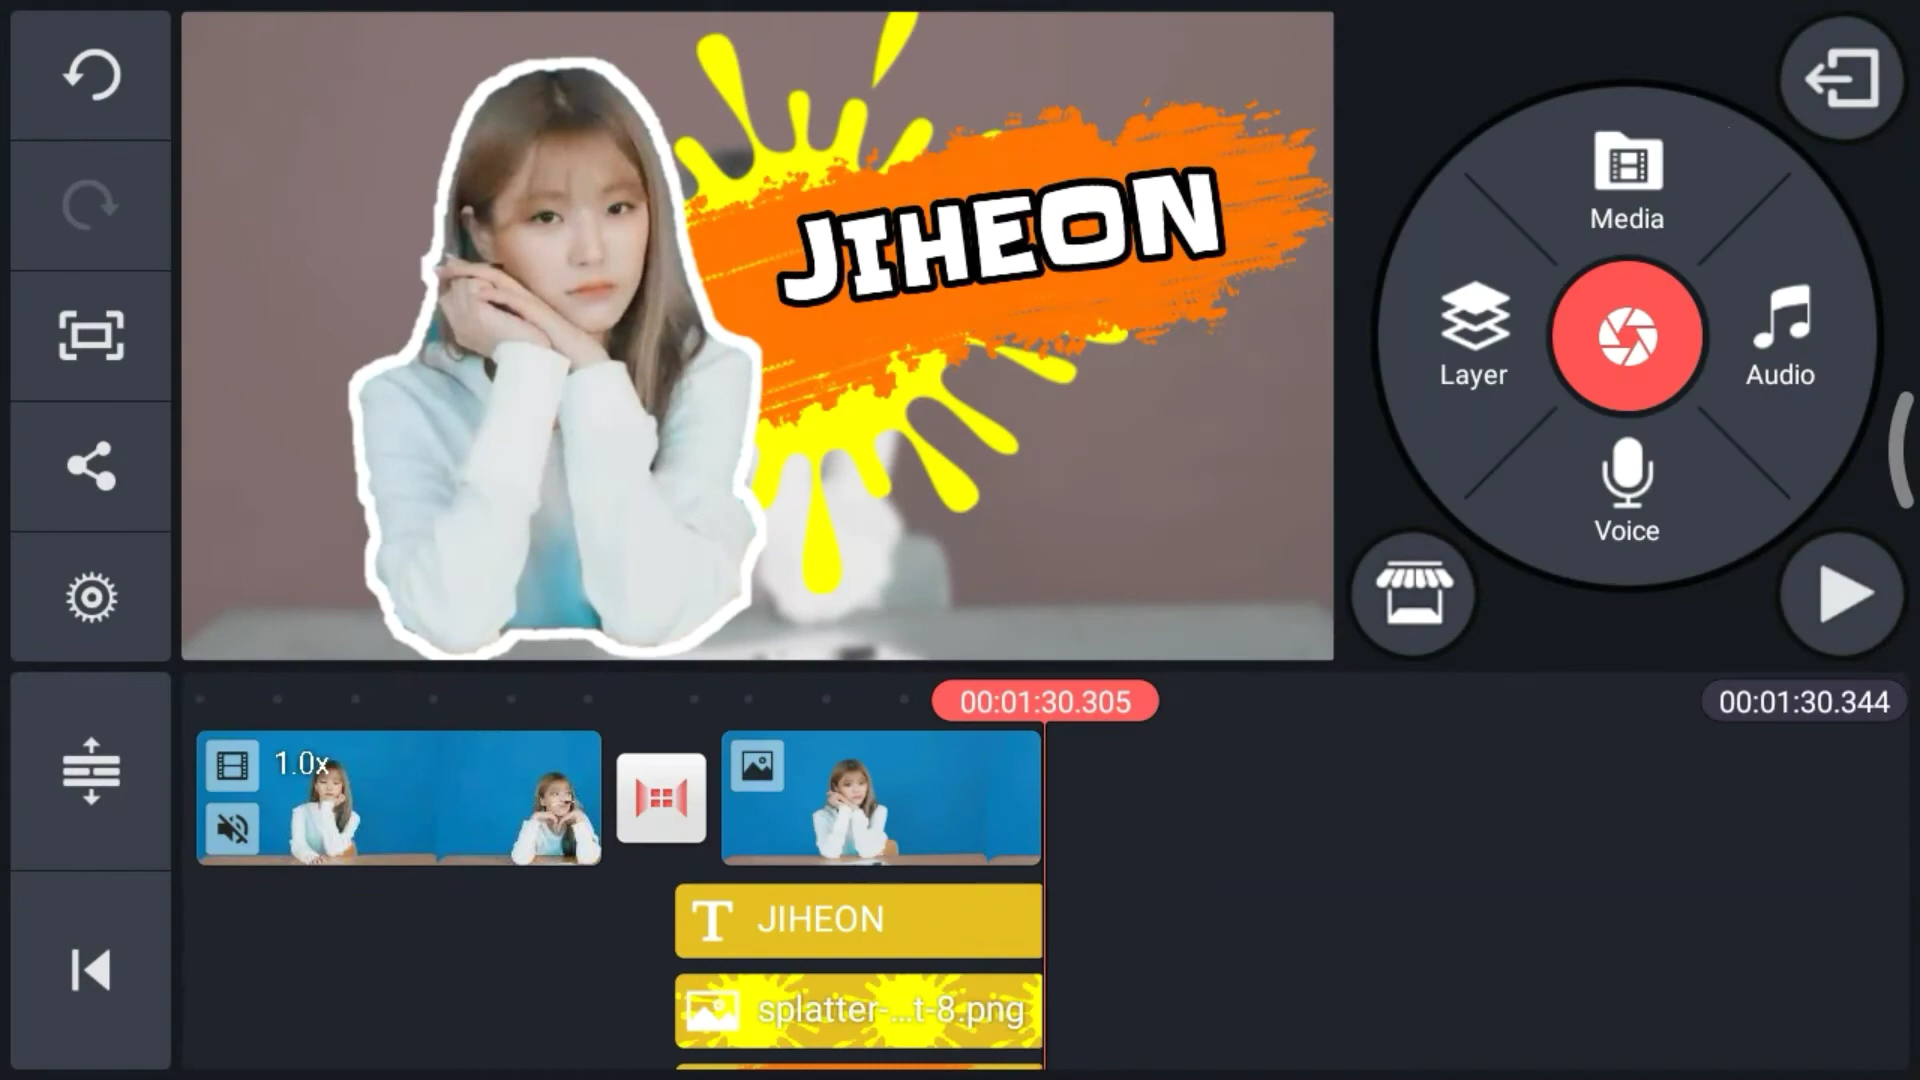 JIHEON
Media
Layer
Audio
Voice
00:01:30.305
00:01:30.344
1.0x
JIHEON
splatter-...t-8.png